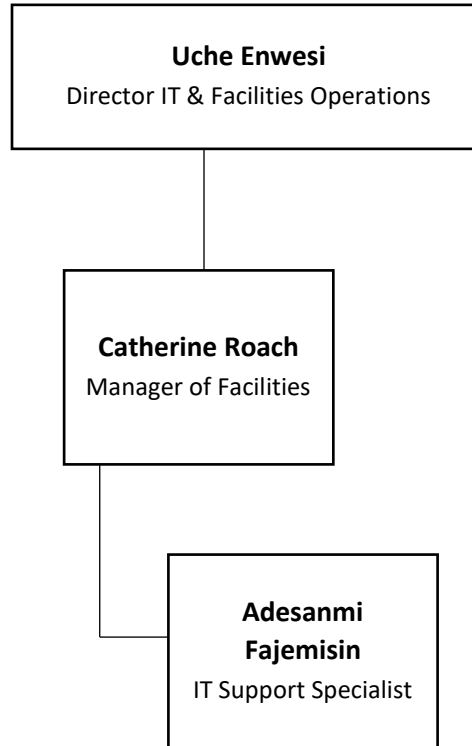 Uche Enwesi
Director IT & Facilities Operations
Catherine Roach
Manager of Facilities
Adesanmi
Fajemisin
IT Support Specialist